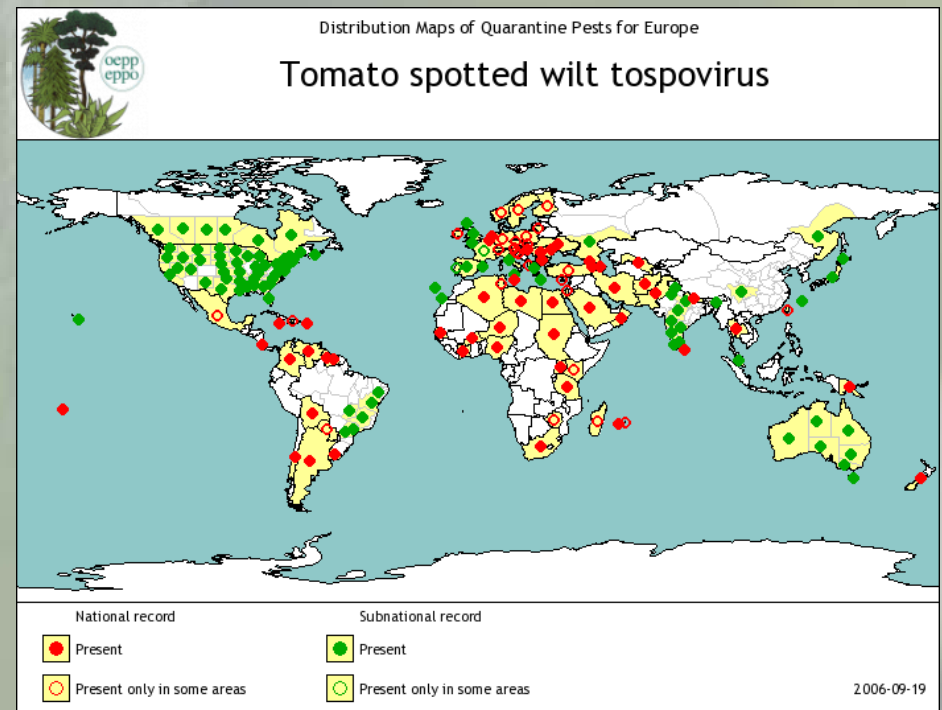 Distribution Maps of Quarantine Pests for Europe
oepp
eppo
Tomato spotted wilt tospovirus
National record
Subnational record
Present
Present
Present only in some areas
Present only in some areas
2006-09-19